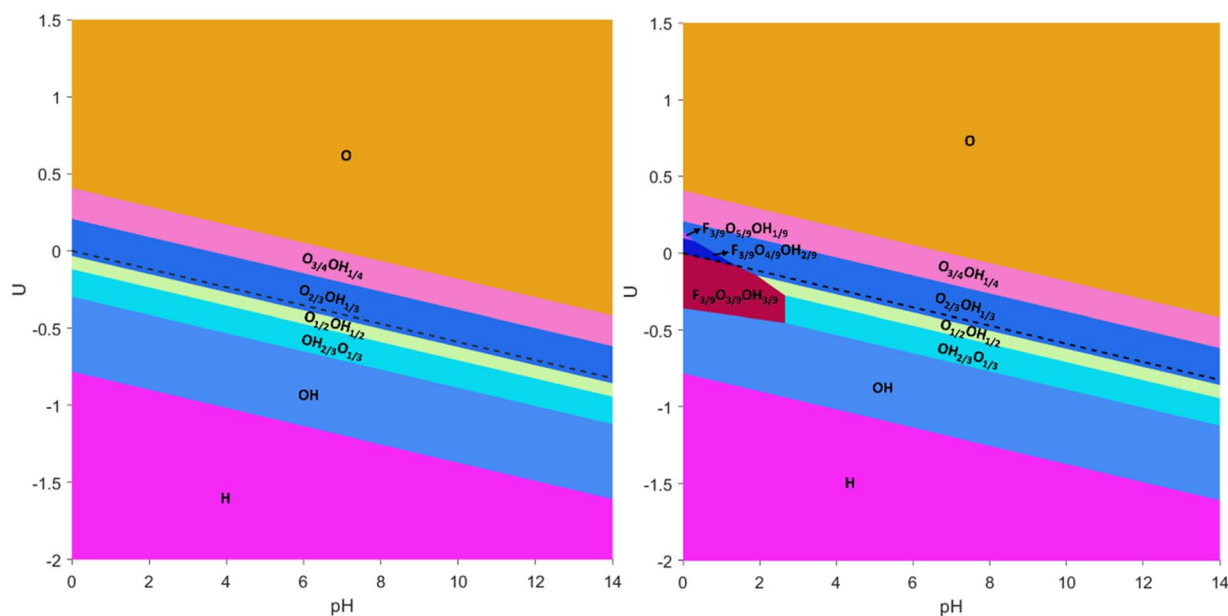 1.5
1
0.5
0
-0.5
-1
-1.5
-2
U
O
O3/4OH1/4
O2/3OH1/3
O1/2OH1/2
OH2/3O1/3
OH
H
0 2 4 6 8 10 12 14
pH
1.5
1
0.5
0
-0.5
-1
-1.5
-2
U
O
F3/9O5/9OH1/9
F3/9O4/9OH2/9
F3/9O3/9OH3/9
O3/4OH1/4
O2/3OH1/3
O1/2OH1/2
OH2/3O1/3
OH
H
0 2 4 6 8 10 12 14
pH